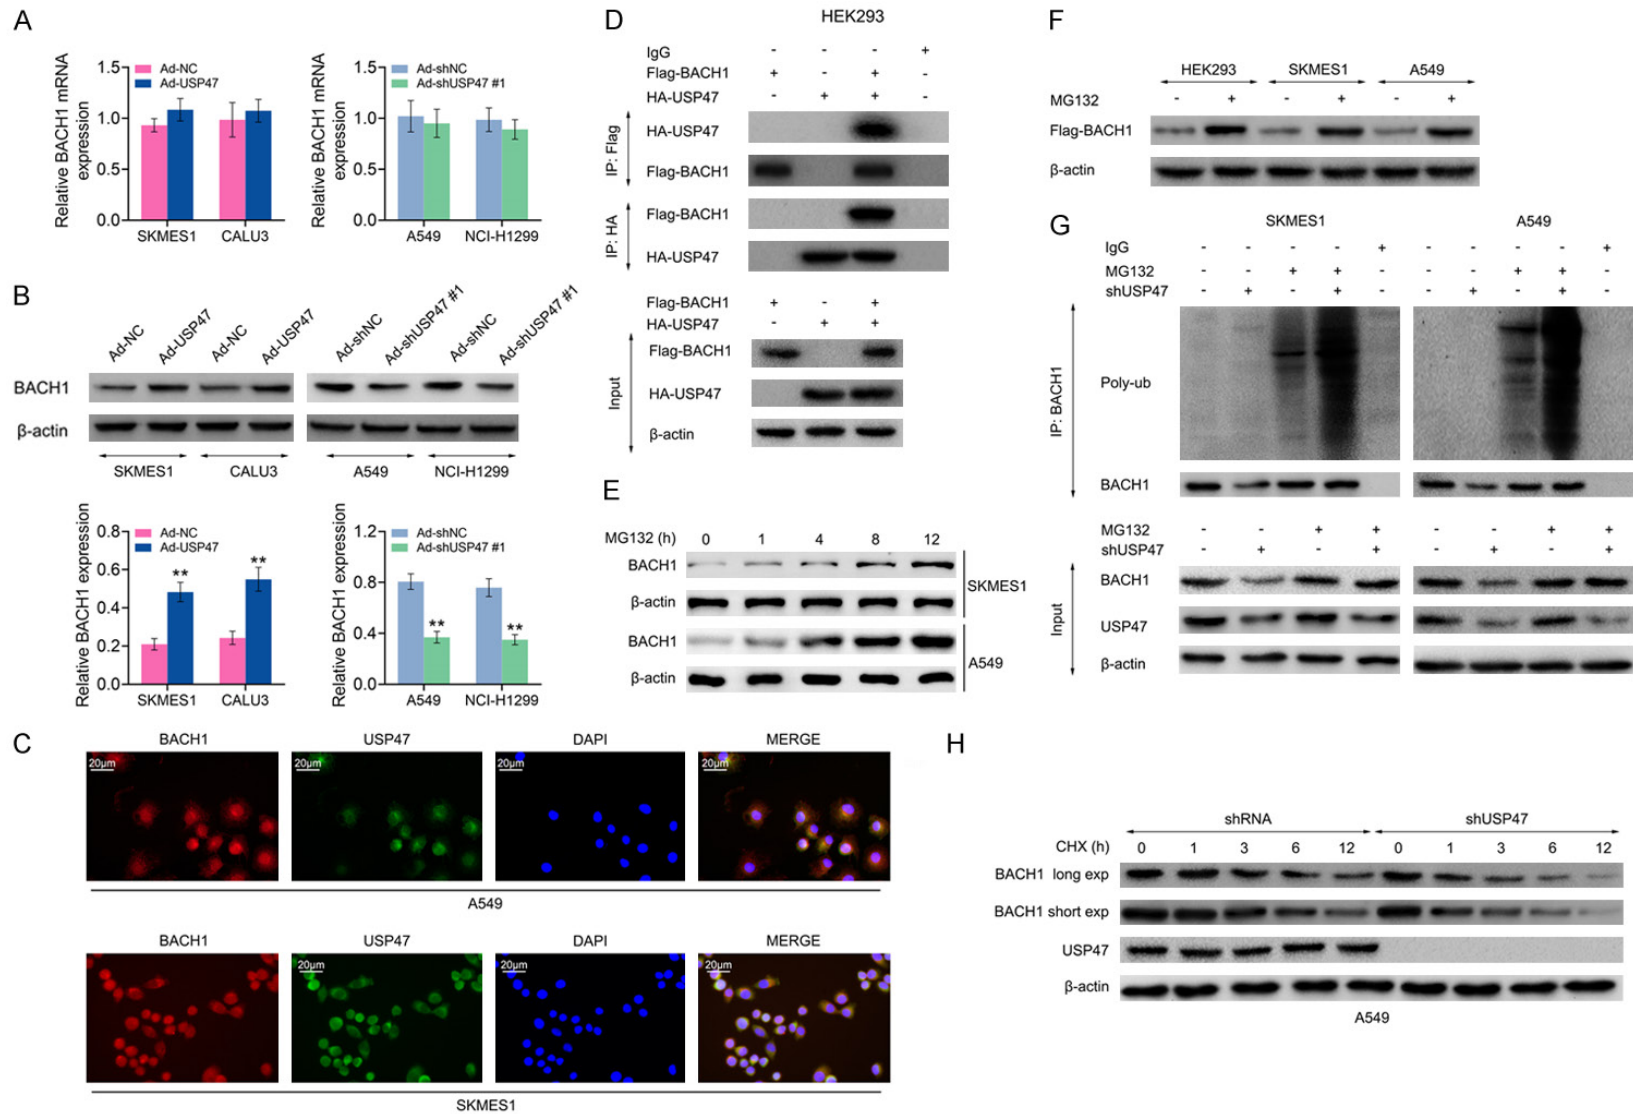 A
Relative BACH1 mRNA expression
1.5
1.0
0.5
0.0
Ad-NC
Ad-USP47
SKMES1 CALU3
Relative BACH1 mRNA expression
1.5
1.0
0.5
0.0
Ad-shNC
Ad-shUSP47 #1
A549 NCI-H1299
B
Ad-NC Ad-USP47 Ad-NC Ad-USP47 Ad-shNC Ad-shUSP47 #1 Ad-shNC Ad-shUSP47 #1
BACH1
β-actin
SKMES1 CALU3 A549 NCI-H1299
Relative BACH1 expression
0.8
0.6
0.4
0.2
0.0
Ad-NC
Ad-USP47
** **
SKMES1 CALU3
Relative BACH1 expression
1.2
0.8
0.4
0.0
Ad-shNC
Ad-shUSP47 #1
** **
A549 NCI-H1299
C
BACH1 USP47 DAPI MERGE
20μm 20μm 20μm 20μm
A549
BACH1 USP47 DAPI MERGE
20μm 20μm 20μm 20μm
SKMES1
D
HEK293
IgG - - - +
Flag-BACH1 + - + -
HA-USP47 - + + -
IP: Flag
HA-USP47
Flag-BACH1
IP: HA
Flag-BACH1
HA-USP47
Flag-BACH1 + - +
HA-USP47 - + +
Input
Flag-BACH1
HA-USP47
β-actin
E
MG132 (h) 0 1 4 8 12
BACH1
β-actin
SKMES1
BACH1
β-actin
A549
F
HEK293 SKMES1 A549
MG132 - + - + - +
Flag-BACH1
β-actin
G
SKMES1 A549
IgG - - - - + - - - - +
MG132 - - + + - - - + + -
shUSP47 - + - + - - + - + -
IP: BACH1
Poly-ub
BACH1
MG132 - - + + - - + +
shUSP47 - + - + - + - +
Input
BACH1
USP47
β-actin
H
shRNA shUSP47
CHX (h) 0 1 3 6 12 0 1 3 6 12
BACH1 long exp
BACH1 short exp
USP47
β-actin
A549